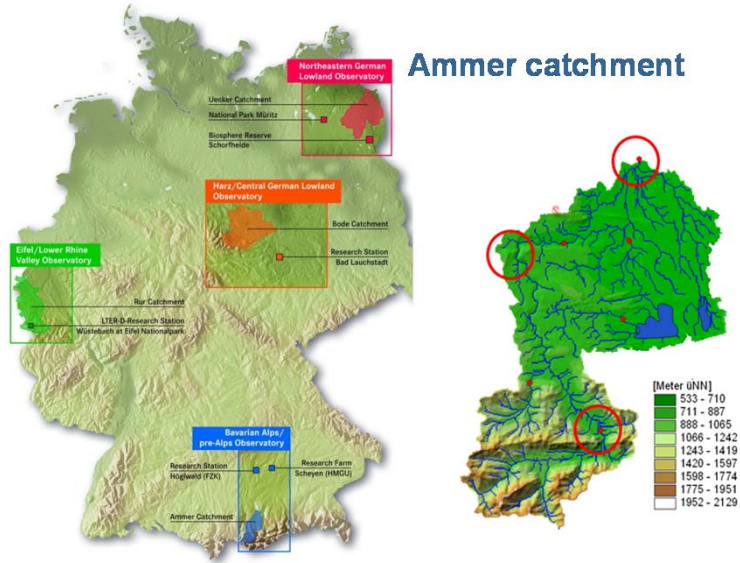 Ammer catchment
Northeastern German
Lowland Observatory
Uecker Catchment
National Park Müritz
Biosphere Reserve
Schorfheide
Harz/Central German Lowland
Observatory
Bode Catchment
Research Station
Bad Lauchstadt
Eifel/Lower Rhine
Valley Observatory
Rur Catchment
LTER-D-Research Station
Wüstebach at Eifel Nationalpark
Bavarian Alps/
pre-Alps Observatory
Research Station
Höglwald (FZK)
Research Farm
Scheyen (HMGU)
Ammer Catchment
[Meter üNN]
533 - 710
711 - 887
888 - 1065
1066 - 1242
1243 - 1419
1420 - 1597
1598 - 1774
1775 - 1951
1952 - 2129